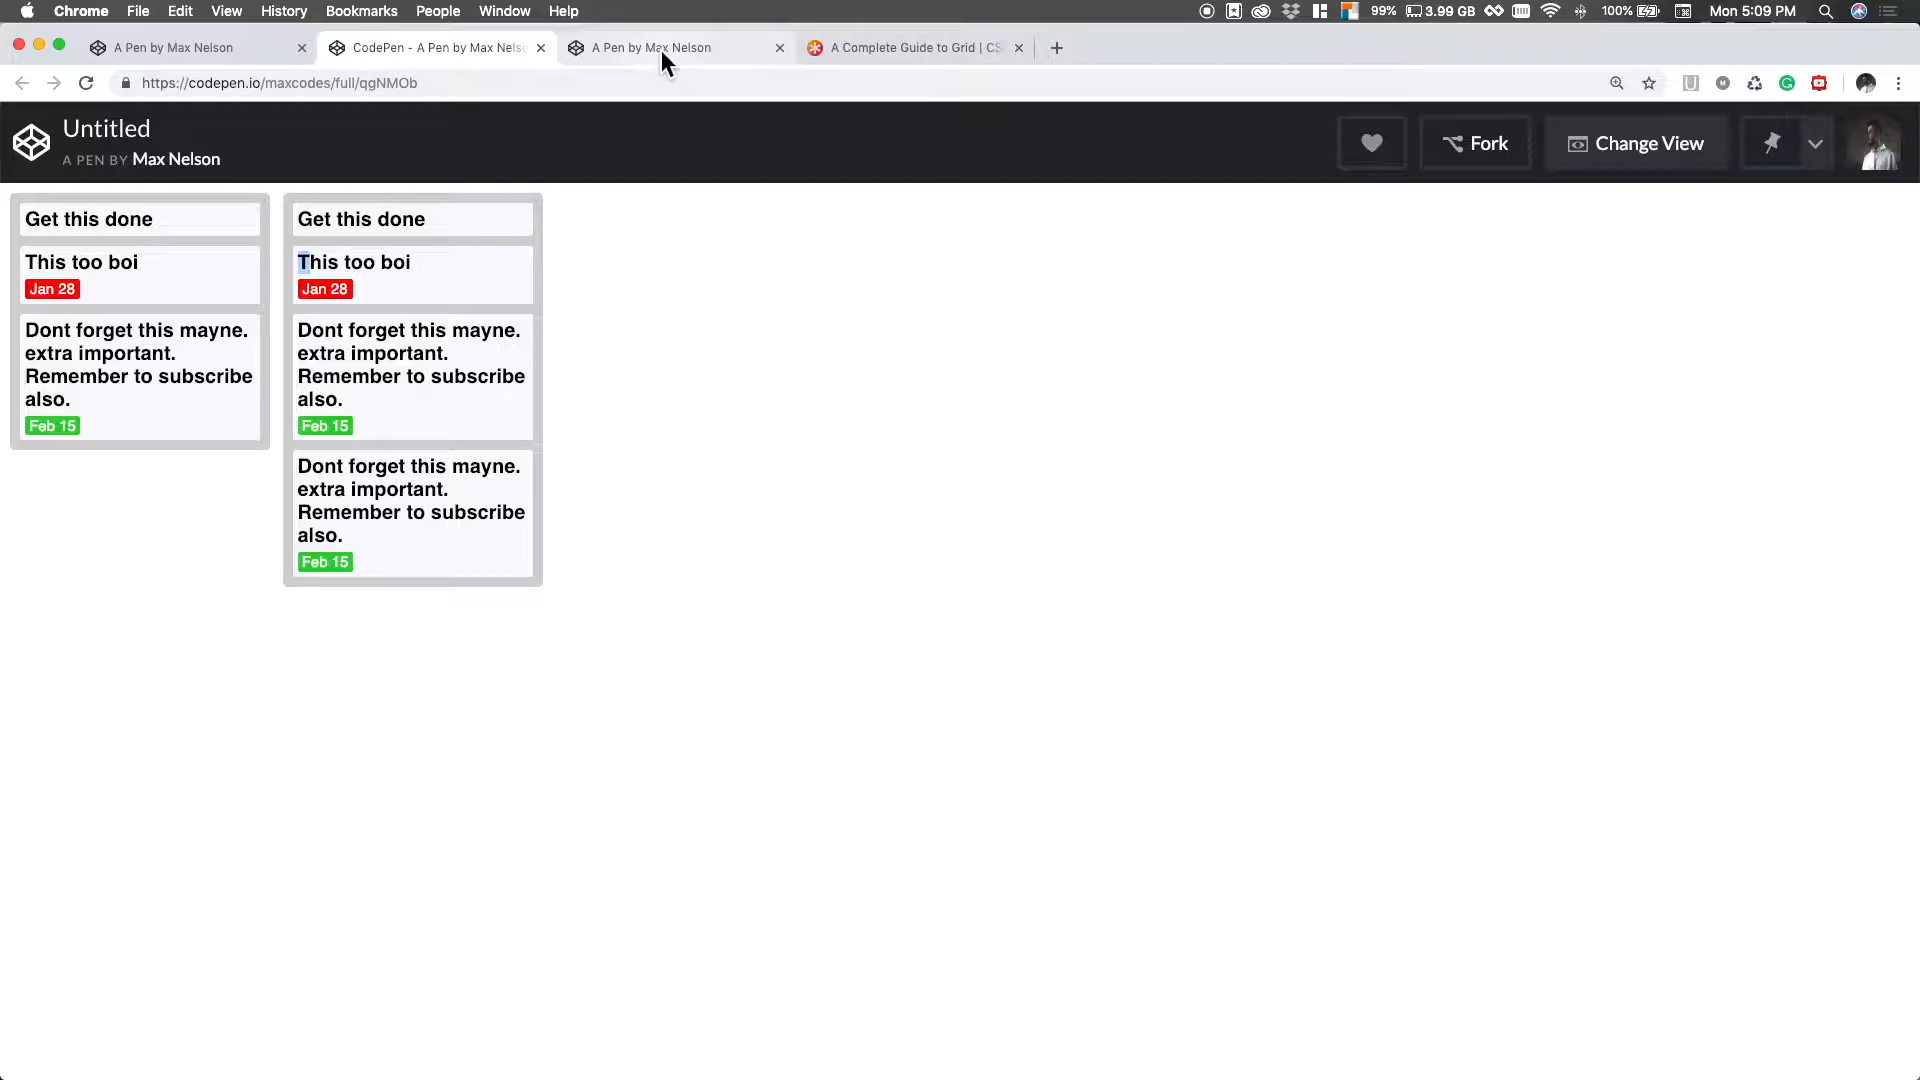 Chrome File Edit View History Bookmarks People Window Help 99% 3.99 GB 100% Mon 5:09 PM
A Pen by Max Nelson CodePen - A Pen by Max Nelso A Pen by Max Nelson A Complete Guide to Grid | CS
https://codepen.io/maxcodes/full/qgNMOb
Untitled
A PEN BY Max Nelson
Fork
Change View
Get this done
This too boi
Jan 28
Dont forget this mayne.
extra important.
Remember to subscribe
also.
Feb 15
Get this done
This too boi
Jan 28
Dont forget this mayne.
extra important.
Remember to subscribe
also.
Feb 15
Dont forget this mayne.
extra important.
Remember to subscribe
also.
Feb 15